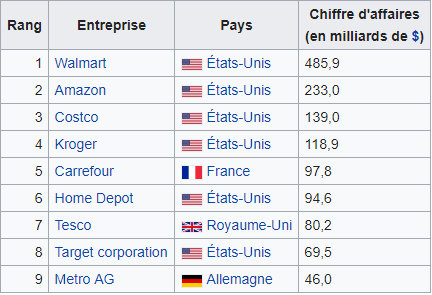 Rang Entreprise Pays Chiffre d'affaires
(en milliards de $)
1 Walmart États-Unis 485,9
2 Amazon États-Unis 233,0
3 Costco États-Unis 139,0
4 Kroger États-Unis 118,9
5 Carrefour France 97,8
6 Home Depot États-Unis 94,6
7 Tesco Royaume-Uni 80,2
8 Target corporation États-Unis 69,5
9 Metro AG Allemagne 46,0